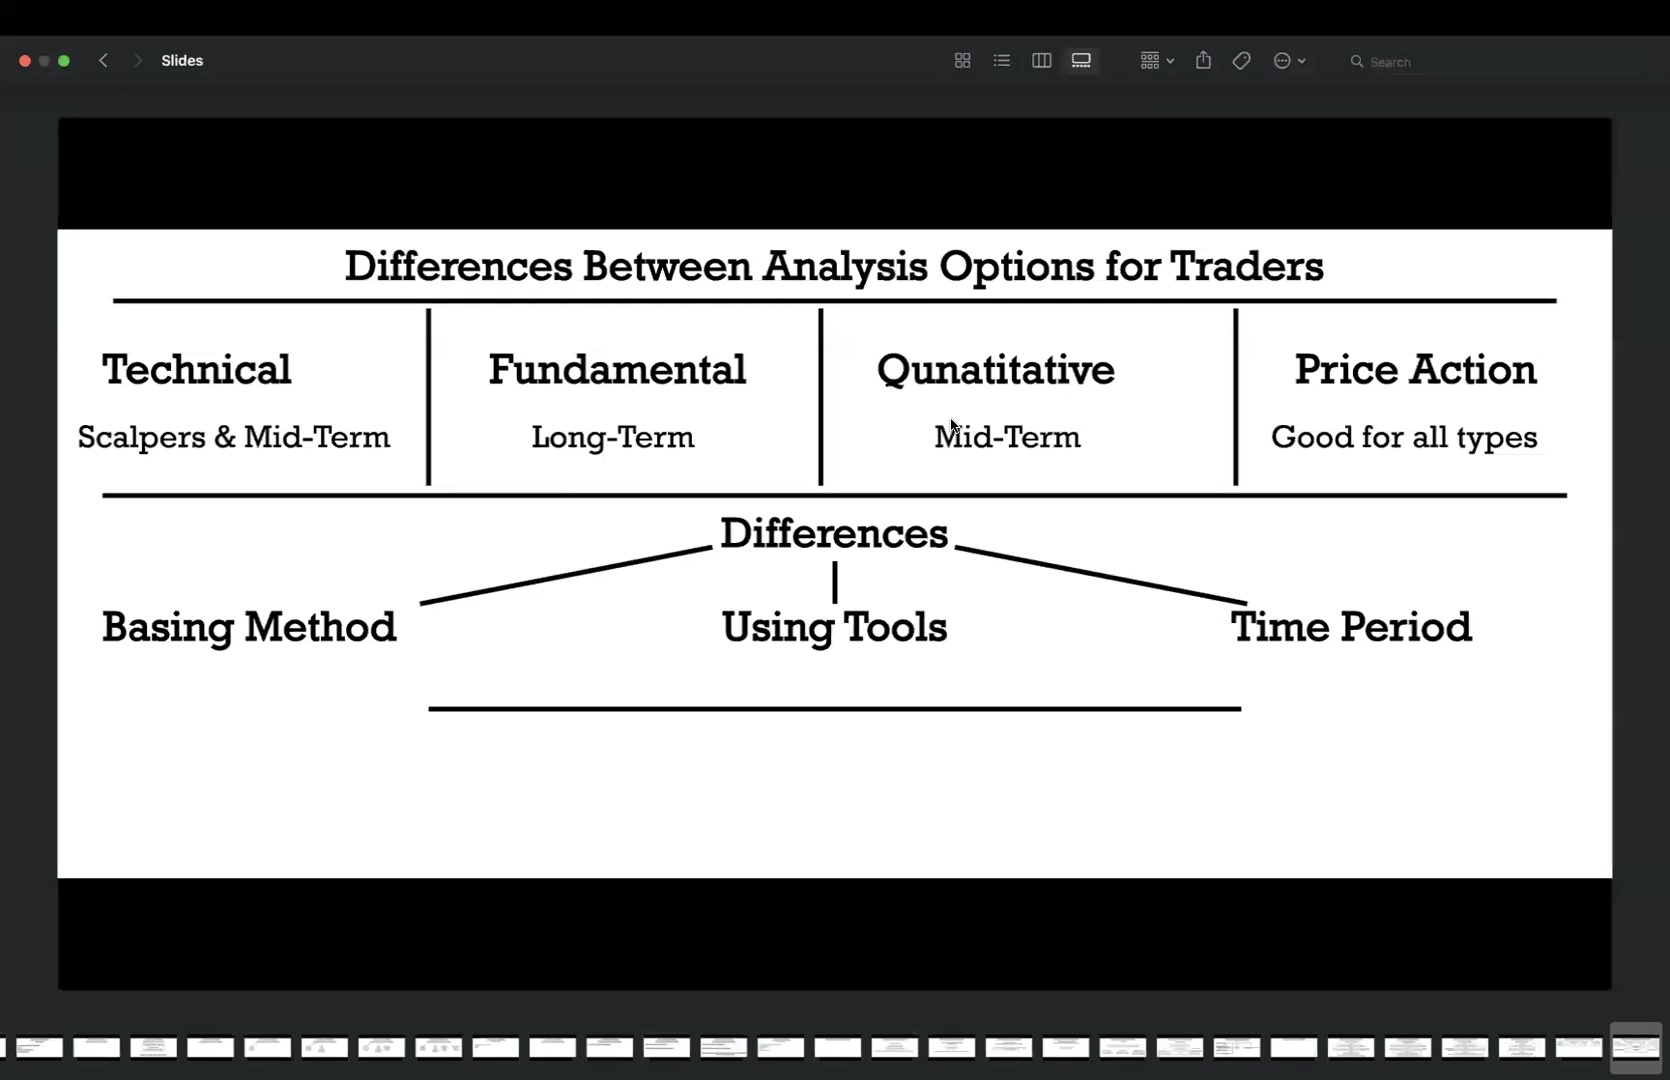 Slides
Search
Differences Between Analysis Options for Traders
Technical
Scalpers & Mid-Term
Fundamental
Long-Term
Qunatitative
Mid-Term
Price Action
Good for all types
Differences
Basing Method
Using Tools
Time Period